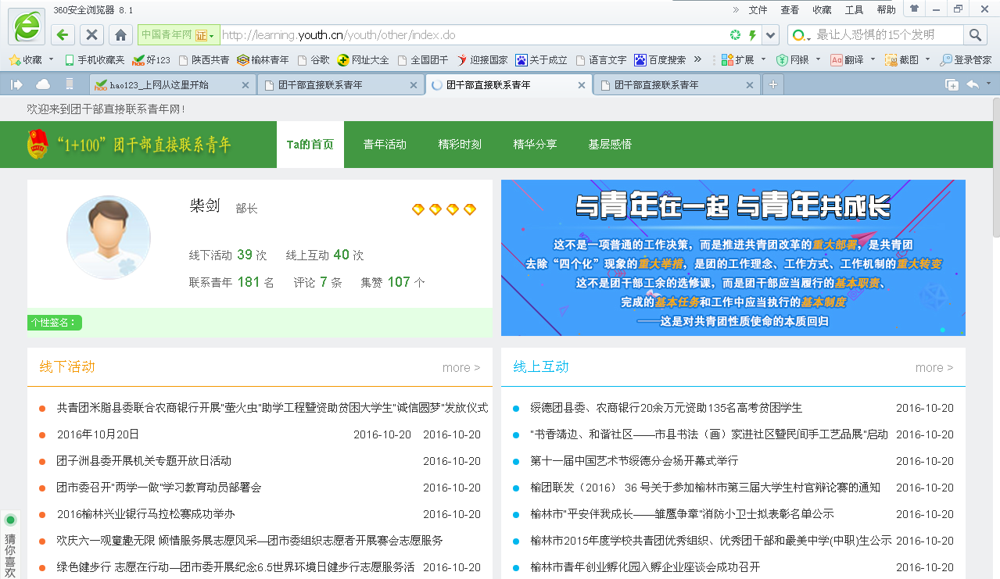 360安全浏览器 8.1
» 文件 查看 收藏 工具 帮助
中国青年网 证 http://learning.youth.cn/youth/other/index.do 最让人恐惧的15个发明
收藏 手机收藏夹 好123 陕西共青 榆林青年 谷歌 网址大全 全国团干 迎接国家 关于成立 语言文字 百度搜索 » 扩展 网银 翻译 截图 登录管家
hao123_上网从这里开始 团干部直接联系青年 团干部直接联系青年 团干部直接联系青年
欢迎来到团干部直接联系青年网！
“1+100”团干部直接联系青年 Ta的首页 青年活动 精彩时刻 精华分享 基层感悟
柴剑 部长
线下活动 39 次 线上互动 40 次
联系青年 181 名 评论 7 条 集赞 107 个
个性签名：
与青年在一起 与青年共成长
这不是一项普通的工作决策，而是推进共青团改革的重大部署，是共青团
去除“四个化”现象的重大举措，是团的工作理念、工作方式、工作机制的重大转变
这不是团干部工余的选修课，而是团干部应当履行的基本职责、
完成的基本任务和工作中应当执行的基本制度
——这是对共青团性质使命的本质回归
线下活动 more >
共青团米脂县委联合农商银行开展“萤火虫”助学工程暨资助贫困大学生“诚信圆梦”发放仪式
2016年10月20日 2016-10-20 2016-10-20
团子洲县委开展机关专题开放日活动 2016-10-20
团市委召开“两学一做”学习教育动员部署会 2016-10-20
2016榆林兴业银行马拉松赛成功举办 2016-10-20
欢庆六一观童趣无限 倾情服务展志愿风采—团市委组织志愿者开展赛会志愿服务
绿色健步行 志愿在行动—团市委开展纪念6.5世界环境日健步行志愿服务活 2016-10-20
线上互动 more >
绥德团县委、农商银行20余万元资助135名高考贫困学生 2016-10-20
“书香靖边、和谐社区——市县书法（画）家进社区暨民间手工艺品展”启动 2016-10-20
第十一届中国艺术节绥德分会场开幕式举行 2016-10-20
榆团联发（2016） 36 号关于参加榆林市第三届大学生村官辩论赛的通知 2016-10-20
榆林市“平安伴我成长——雏鹰争章”消防小卫士拟表彰名单公示 2016-10-20
榆林市2015年度学校共青团优秀组织、优秀团干部和最美中学(中职)生公示 2016-10-20
榆林市青年创业孵化园入孵企业座谈会成功召开 2016-10-20
猜你喜欢